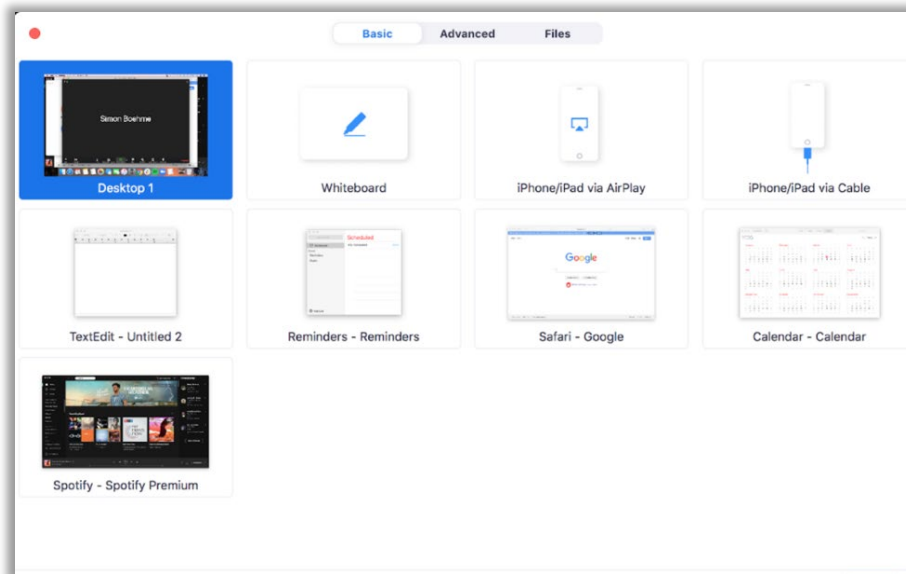 Basic Advanced Files
Simon Boehme
Desktop 1 Whiteboard iPhone/iPad via AirPlay iPhone/iPad via Cable
Scheduled
Google
TextEdit - Untitled 2 Reminders - Reminders Safari - Google Calendar - Calendar
Spotify - Spotify Premium